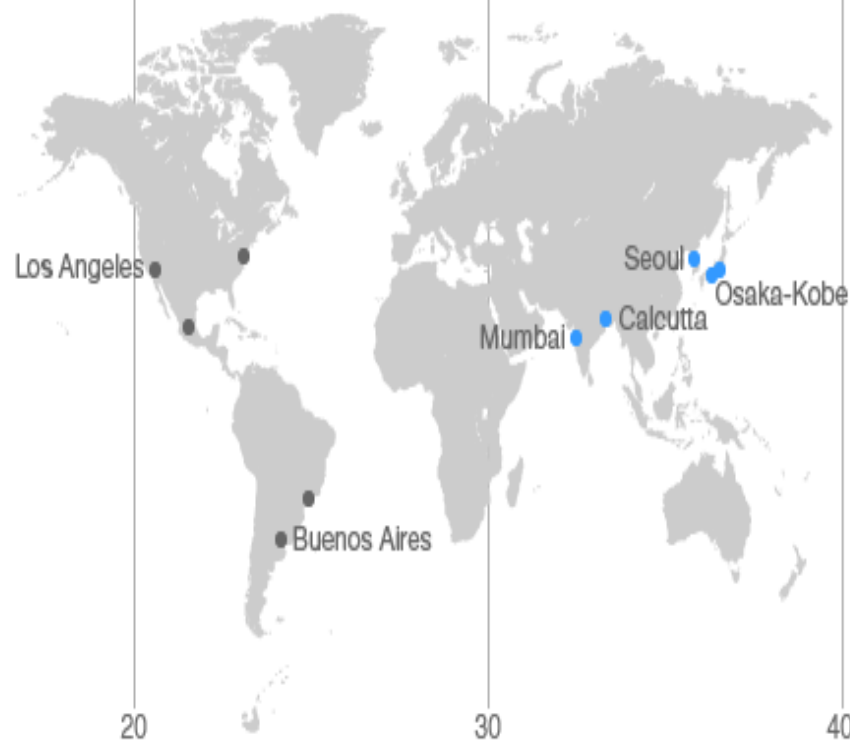 Los Angeles
Seoul
Osaka-Kobe
Calcutta
Mumbai
Buenos Aires
20
30
40